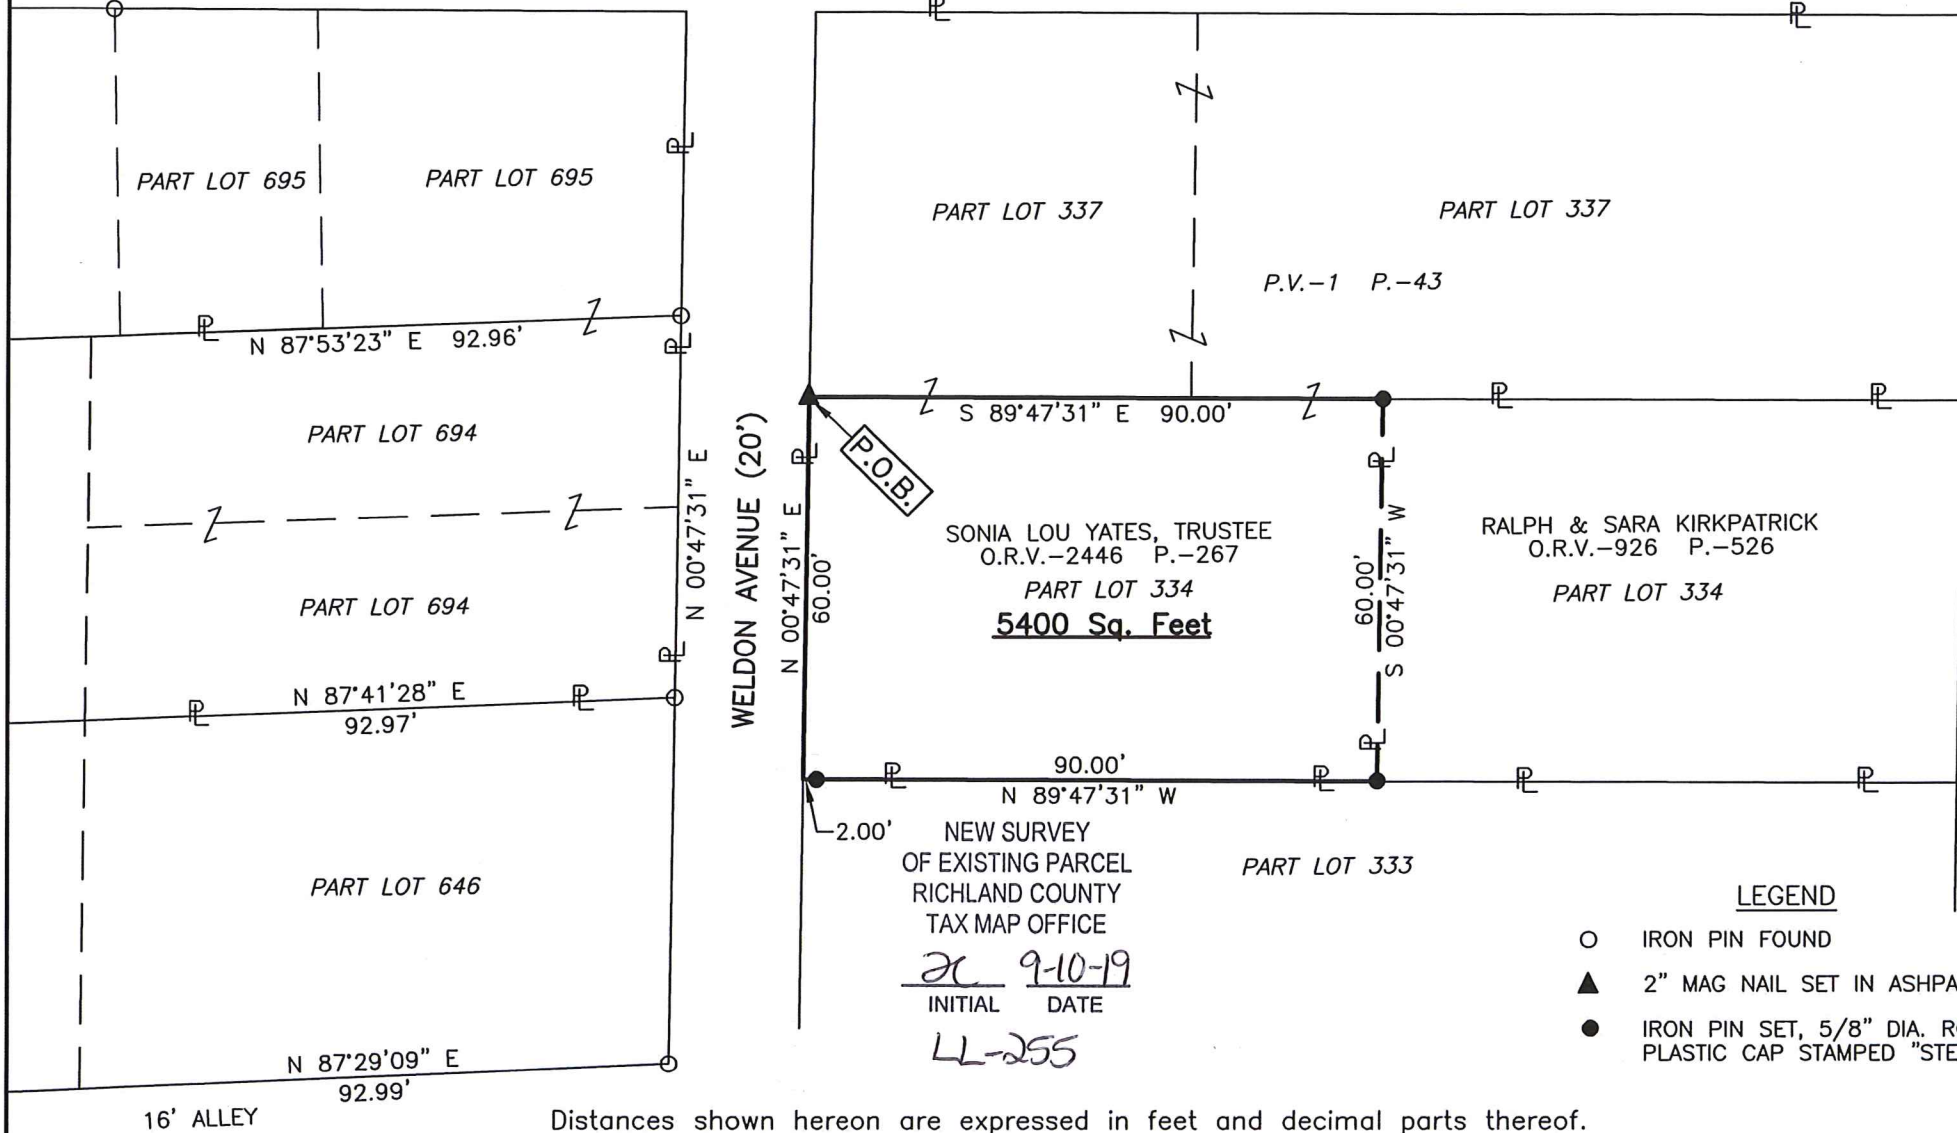 PART LOT 695
PART LOT 695
N 87°53'23" E 92.96'
PART LOT 694
PART LOT 694
N 87°41'28" E
92.97'
PART LOT 646
N 87°29'09" E
92.99'
16' ALLEY
N 00°47'31" E
WELDON AVENUE (20')
PART LOT 337
PART LOT 337
P.V.-1 P.-43
S 89°47'31" E 90.00'
P.O.B.
N 00°47'31" E
60.00'
SONIA LOU YATES, TRUSTEE
O.R.V.-2446 P.-267
PART LOT 334
5400 Sq. Feet
60.00'
S 00°47'31" W
RALPH & SARA KIRKPATRICK
O.R.V.-926 P.-526
PART LOT 334
90.00'
N 89°47'31" W
2.00'
NEW SURVEY
OF EXISTING PARCEL
RICHLAND COUNTY
TAX MAP OFFICE
9-10-19
INITIAL DATE
LL-255
PART LOT 333
LEGEND
IRON PIN FOUND
2" MAG NAIL SET IN ASHPA
IRON PIN SET, 5/8" DIA. R
PLASTIC CAP STAMPED "STE
Distances shown hereon are expressed in feet and decimal parts thereof.